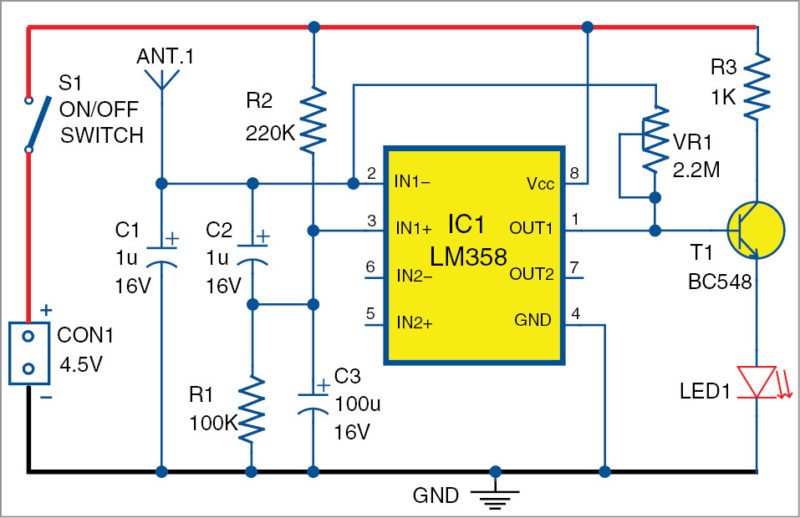 ANT.1
S1
ON/OFF
SWITCH
R2
220K
R3
1K
VR1
2.2M
C1
1u
16V
C2
1u
16V
2
IN1−
3
IN1+
6
IN2−
5
IN2+
IC1
LM358
Vcc
8
OUT1
1
OUT2
7
GND
4
T1
BC548
+
CON1
4.5V
−
+
+
R1
100K
+
C3
100u
16V
LED1
GND